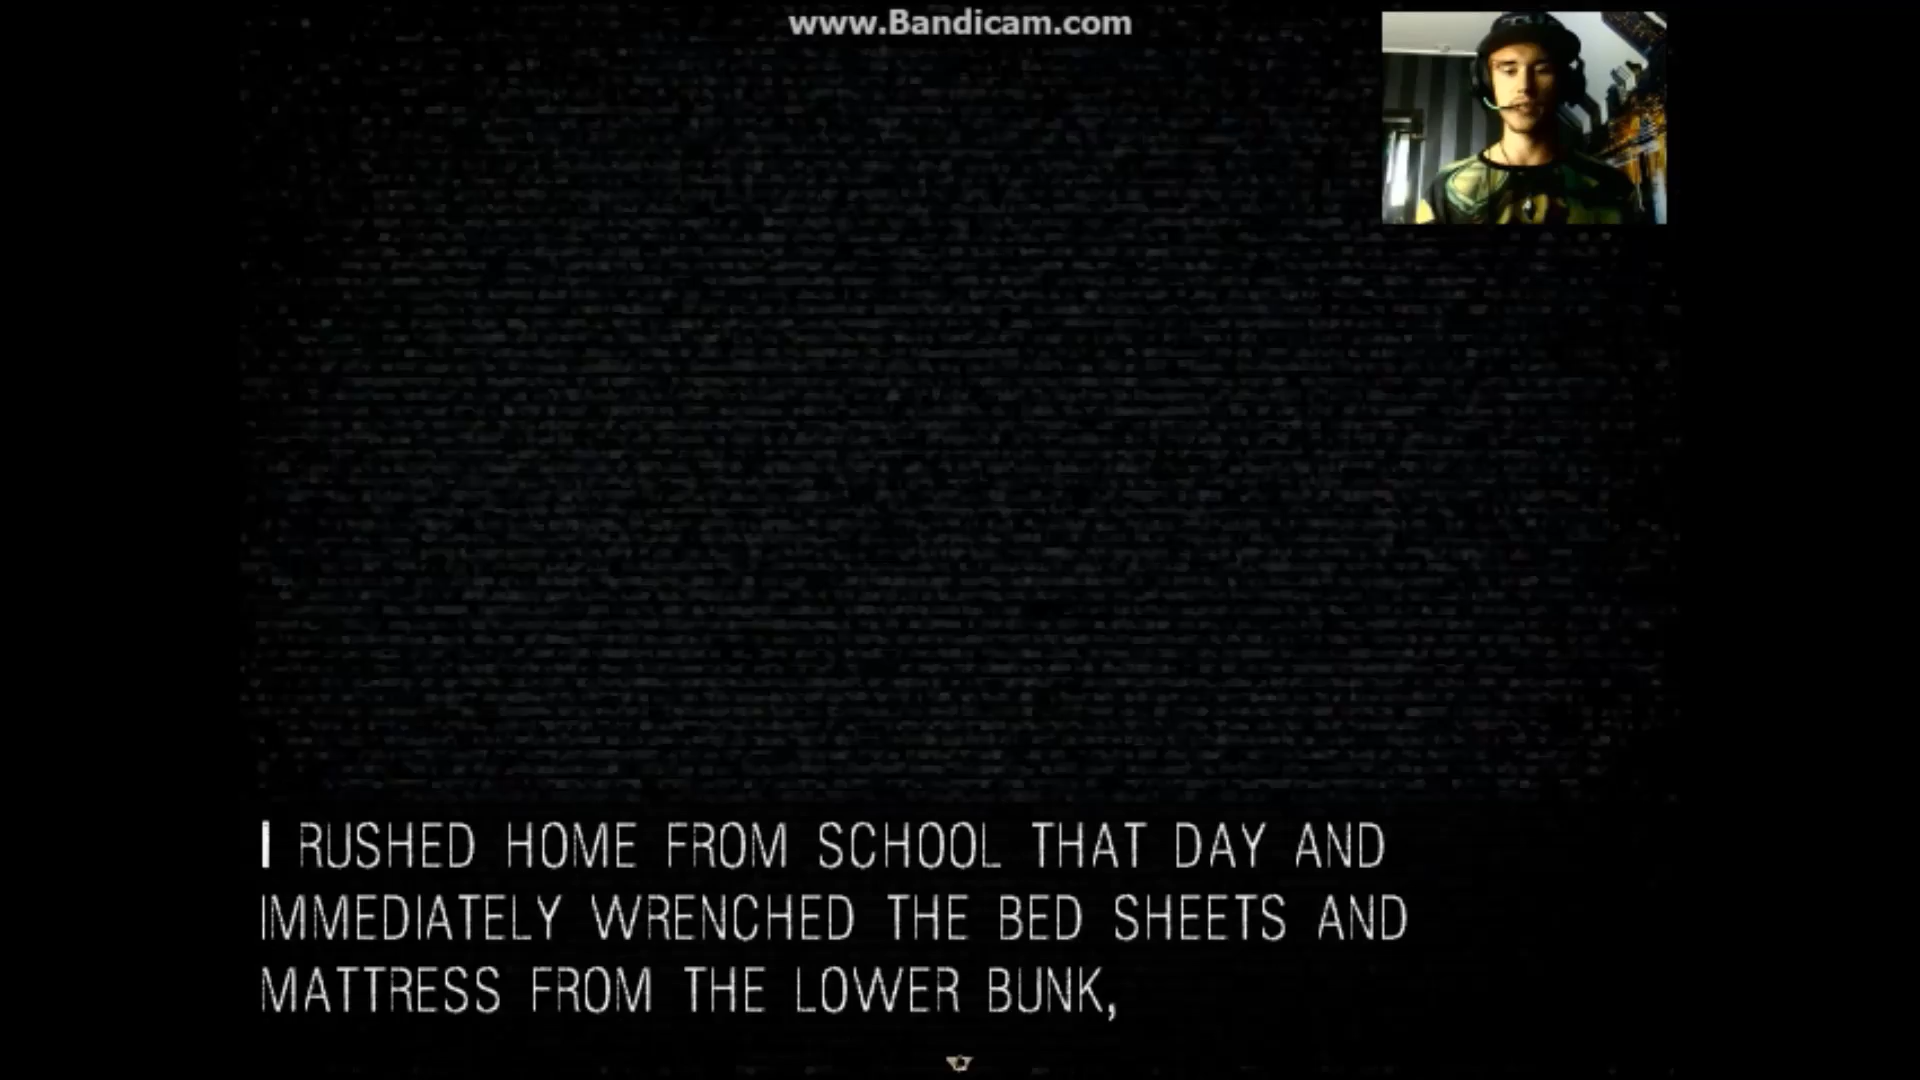 www.Bandicam.com
I RUSHED HOME FROM SCHOOL THAT DAY AND
IMMEDIATELY WRENCHED THE BED SHEETS AND
MATTRESS FROM THE LOWER BUNK,